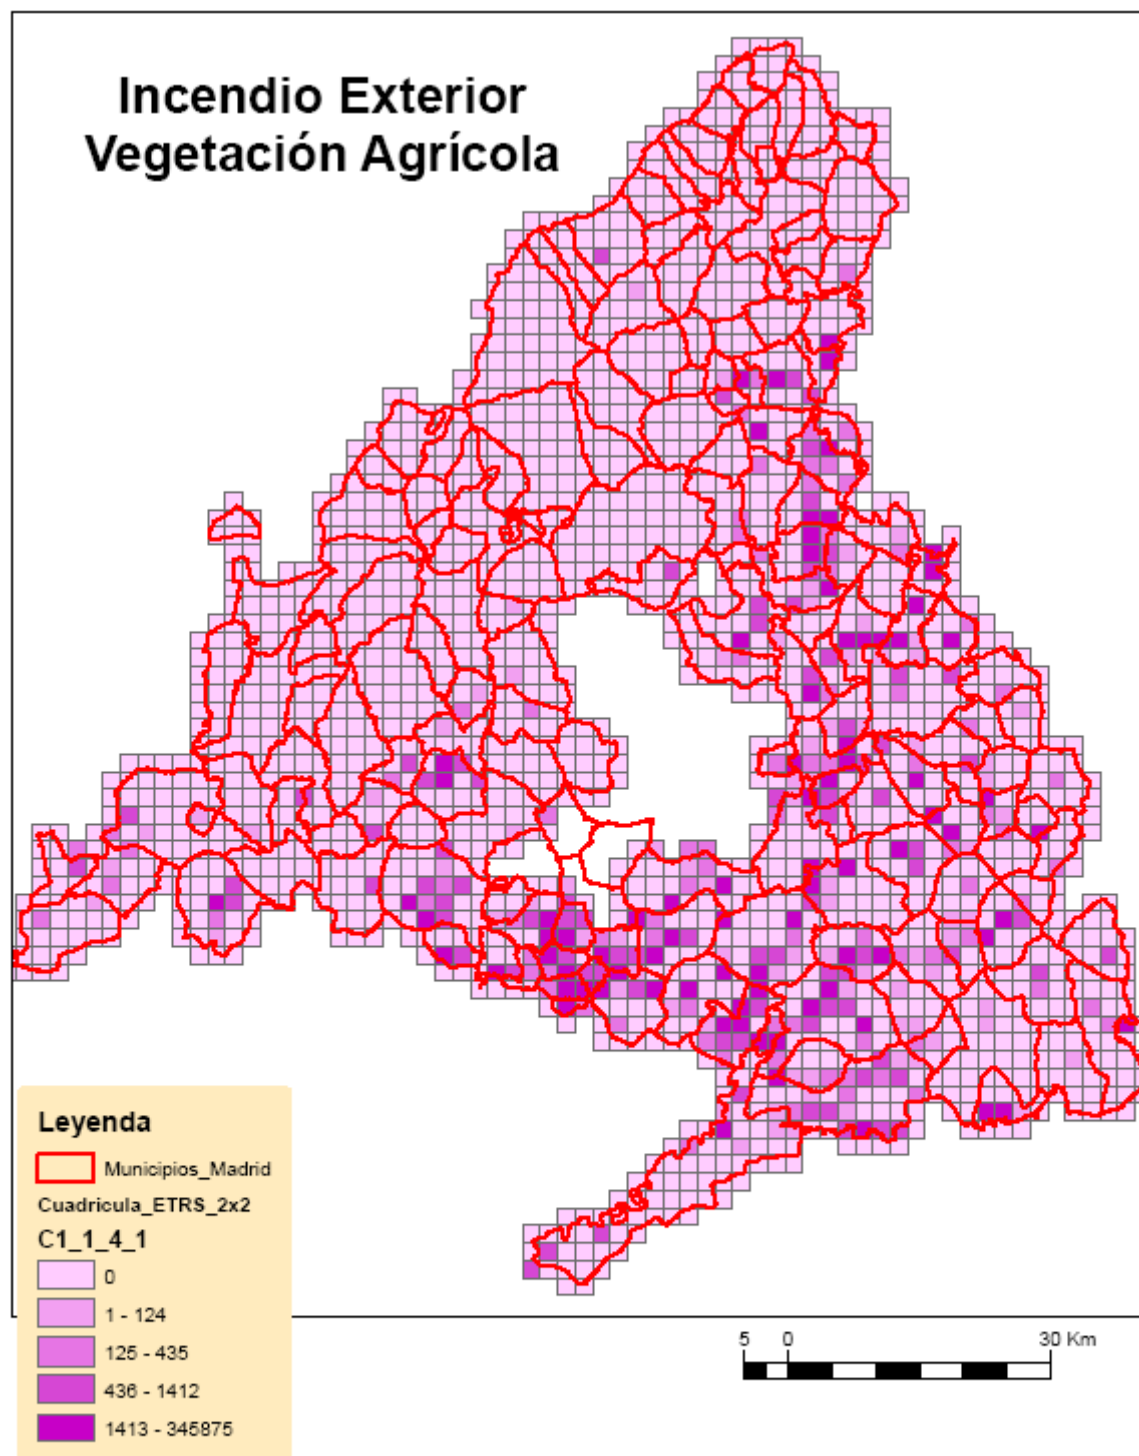 Incendio Exterior
Vegetación Agrícola
Leyenda
Municipios_Madrid
Cuadricula_ETRS_2x2
C1_1_4_1
0
1 - 124
125 - 435
436 - 1412
1413 - 345875
5 0 30 Km